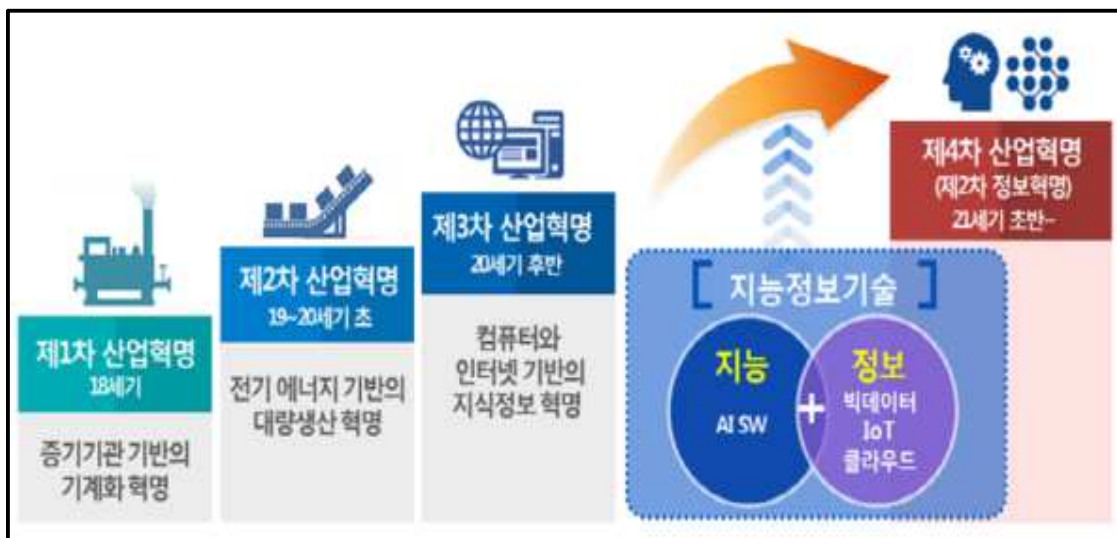 제1차 산업혁명
18세기
증기기관 기반의
기계화 혁명
제2차 산업혁명
19~20세기 초
전기 에너지 기반의
대량생산 혁명
제3차 산업혁명
20세기 후반
컴퓨터와
인터넷 기반의
지식정보 혁명
[ 지능정보기술 ]
지능
AI SW
+
정보
빅데이터
IoT
클라우드
제4차 산업혁명
(제2차 정보혁명)
21세기 초반~